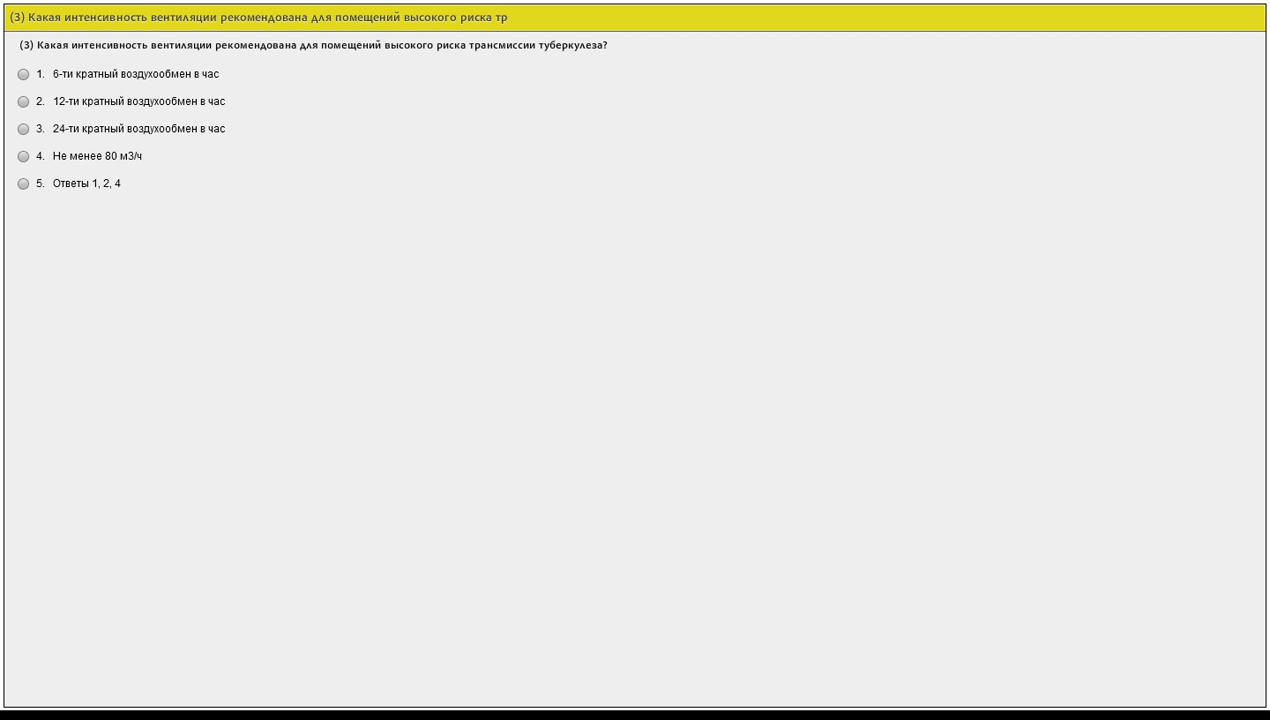 (3) Какая интенсивность вентиляции рекомендована для помещений высокого риска тр
(3) Какая интенсивность вентиляции рекомендована для помещений высокого риска трансмиссии туберкулеза?
1. 6-ти кратный воздухообмен в час
2. 12-ти кратный воздухообмен в час
3. 24-ти кратный воздухообмен в час
4. Не менее 80 м3/ч
5. Ответы 1, 2, 4